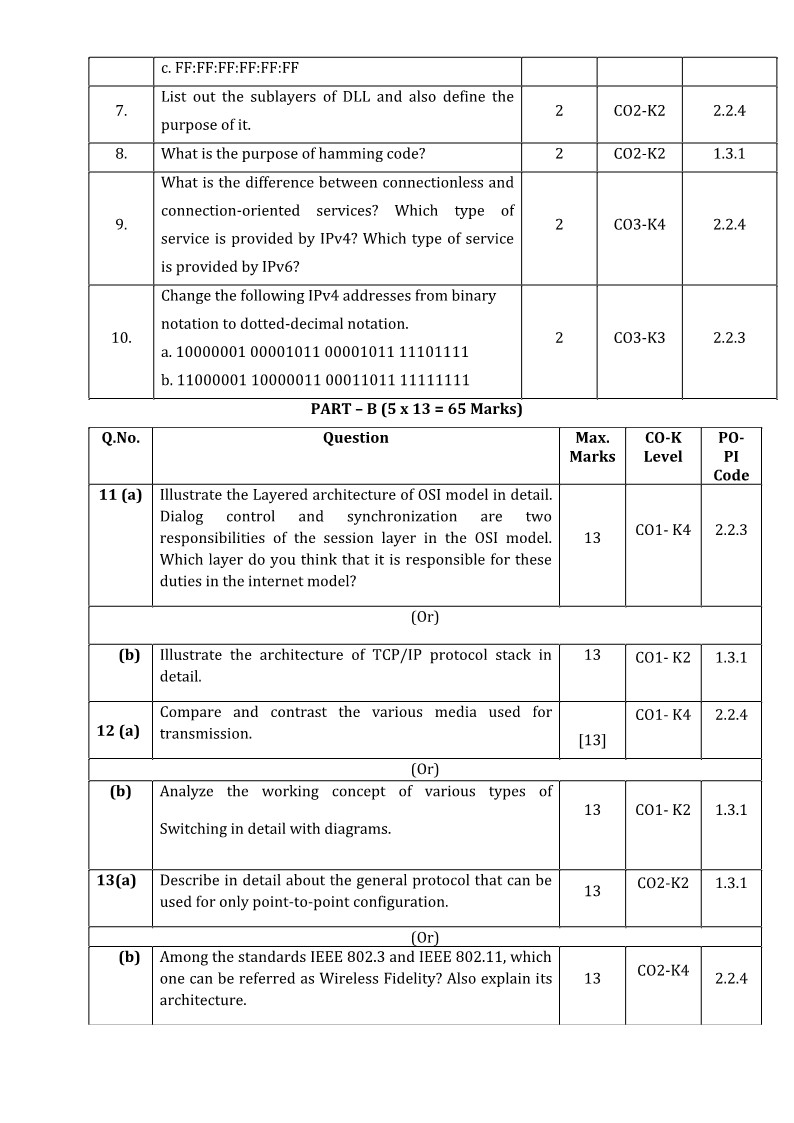 c. FF:FF:FF:FF:FF:FF
7. List out the sublayers of DLL and also define the purpose of it. 2 CO2-K2 2.2.4
8. What is the purpose of hamming code? 2 CO2-K2 1.3.1
What is the difference between connectionless and
connection-oriented services? Which type of
9. service is provided by IPv4? Which type of service 2 CO3-K4 2.2.4
is provided by IPv6?
Change the following IPv4 addresses from binary
notation to dotted-decimal notation.
10. 2 CO3-K3 2.2.3
a. 10000001 00001011 00001011 11101111
b. 11000001 10000011 00011011 11111111
PART – B (5 x 13 = 65 Marks)
Q.No. Question Max. Marks CO-K Level PO-PI Code
11 (a) Illustrate the Layered architecture of OSI model in detail.
Dialog control and synchronization are two
responsibilities of the session layer in the OSI model.
Which layer do you think that it is responsible for these
duties in the internet model?
13 CO1- K4 2.2.3
(Or)
(b) Illustrate the architecture of TCP/IP protocol stack in
detail.
13 CO1- K2 1.3.1
12 (a) Compare and contrast the various media used for
transmission.
[13] CO1- K4 2.2.4
(Or)
(b) Analyze the working concept of various types of
Switching in detail with diagrams.
13 CO1- K2 1.3.1
13(a) Describe in detail about the general protocol that can be
used for only point-to-point configuration.
13 CO2-K2 1.3.1
(Or)
(b) Among the standards IEEE 802.3 and IEEE 802.11, which
one can be referred as Wireless Fidelity? Also explain its
architecture.
13 CO2-K4 2.2.4